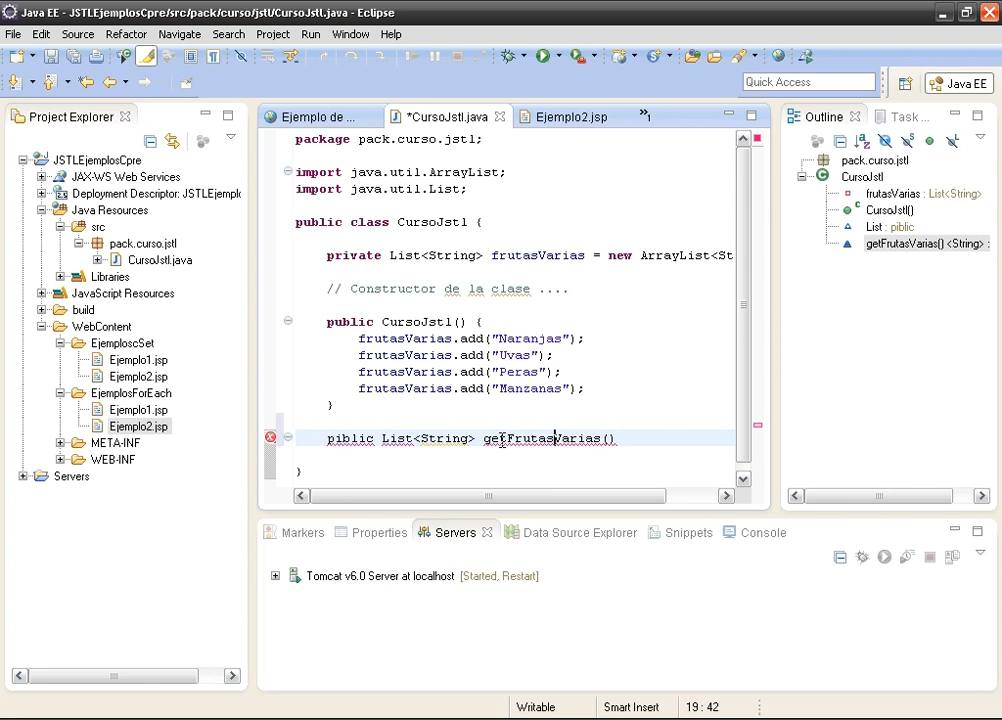 Java EE - JSTLEjemplosCpre/src/pack/curso/jstl/CursoJstl.java - Eclipse
File Edit Source Refactor Navigate Search Project Run Window Help
Quick Access
Java EE
Project Explorer
JSTLEjemplosCpre
JAX-WS Web Services
Deployment Descriptor: JSTLEjempl
Java Resources
src
pack.curso.jstl
CursoJstl.java
Libraries
JavaScript Resources
build
WebContent
EjemploscSet
Ejemplo1.jsp
Ejemplo2.jsp
EjemplosForEach
Ejemplo1.jsp
Ejemplo2.jsp
META-INF
WEB-INF
Servers
Ejemplo de ... *CursoJstl.java Ejemplo2.jsp »1
package pack.curso.jstl;
import java.util.ArrayList;
import java.util.List;
public class CursoJstl {
private List<String> frutasVarias = new ArrayList<St
// Constructor de la clase ....
public CursoJstl() {
frutasVarias.add("Naranjas");
frutasVarias.add("Uvas");
frutasVarias.add("Peras");
frutasVarias.add("Manzanas");
}
piblic List<String> getFrutasVarias()
}
Outline Task ...
pack.curso.jstl
CursoJstl
frutasVarias : List<String>
CursoJstl()
List : piblic
getFrutasVarias() <String> :
Markers Properties Servers Data Source Explorer Snippets Console
Tomcat v6.0 Server at localhost [Started, Restart]
Writable Smart Insert 19 : 42